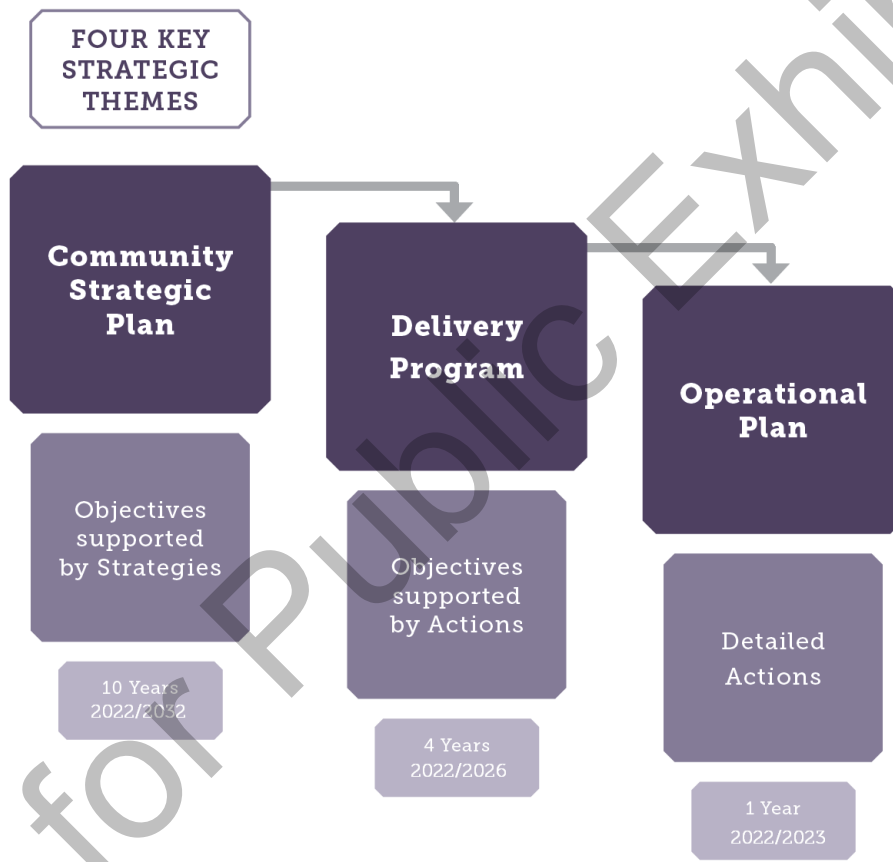 FOUR KEY
STRATEGIC
THEMES
Community
Strategic
Plan
Objectives
supported
by Strategies
10 Years
2022/2032
Delivery
Program
Objectives
supported
by Actions
4 Years
2022/2026
Operational
Plan
Detailed
Actions
1 Year
2022/2023
for Public Exhi